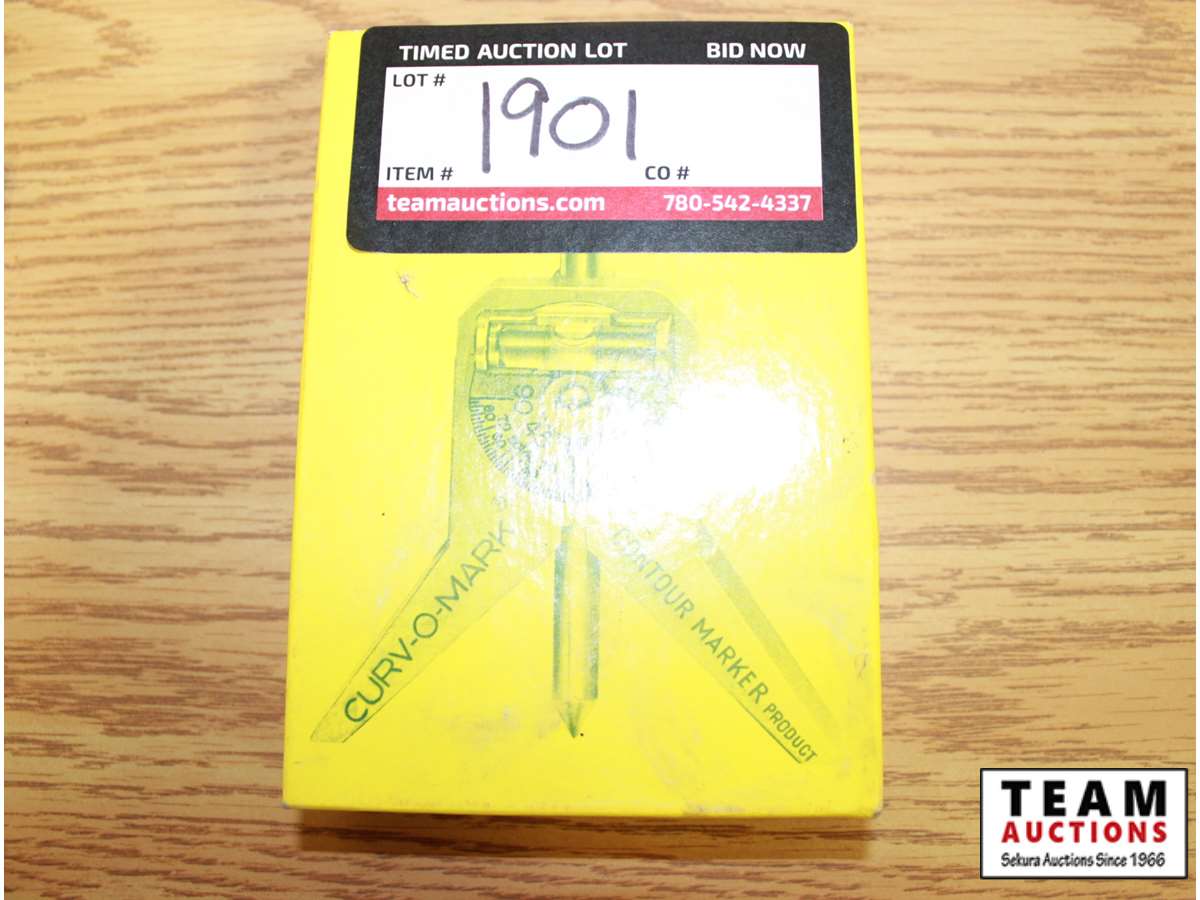 TIMED AUCTION LOT BID NOW
LOT #
1901
ITEM # CO #
teamauctions.com 780-542-4337
90
CURV-O-MARK
CONTOUR MARKER PRODUCT
TEAM
AUCTIONS
Sekura Auctions Since 1966